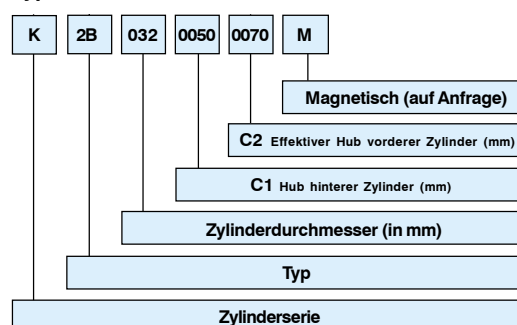 K 2B 032 0050 0070 M
Magnetisch (auf Anfrage)
C2 Effektiver Hub vorderer Zylinder (mm)
C1 Hub hinterer Zylinder (mm)
Zylinderdurchmesser (in mm)
Typ
Zylinderserie